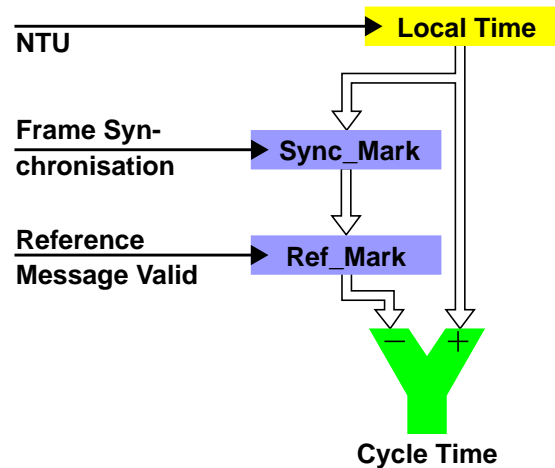 Local Time
NTU
Frame Syn-
chronisation
Sync_Mark
Reference
Message Valid
Ref_Mark
− +
Cycle Time